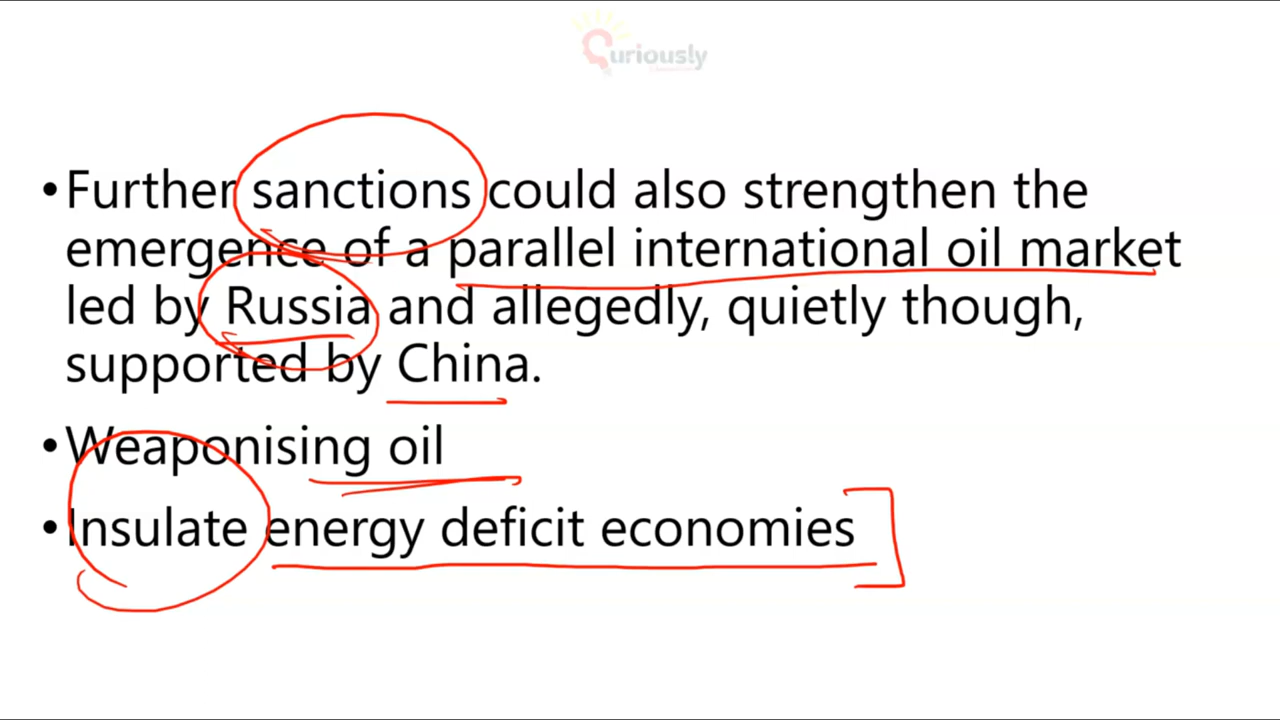 Curiously
•Further sanctions could also strengthen the
emergence of a parallel international oil market
led by Russia and allegedly, quietly though,
supported by China.
•Weaponising oil
•Insulate energy deficit economies